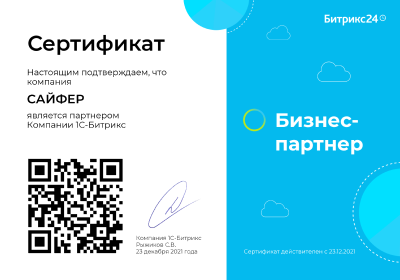 Сертификат
Настоящим подтверждаем, что
компания
САЙФЕР
является партнером
Компании 1С-Битрикс
Компания 1С-Битрикс
Рыжиков С.В.
23 декабря 2021 года
Битрикс24
Бизнес-
партнер
Сертификат действителен с 23.12.2021